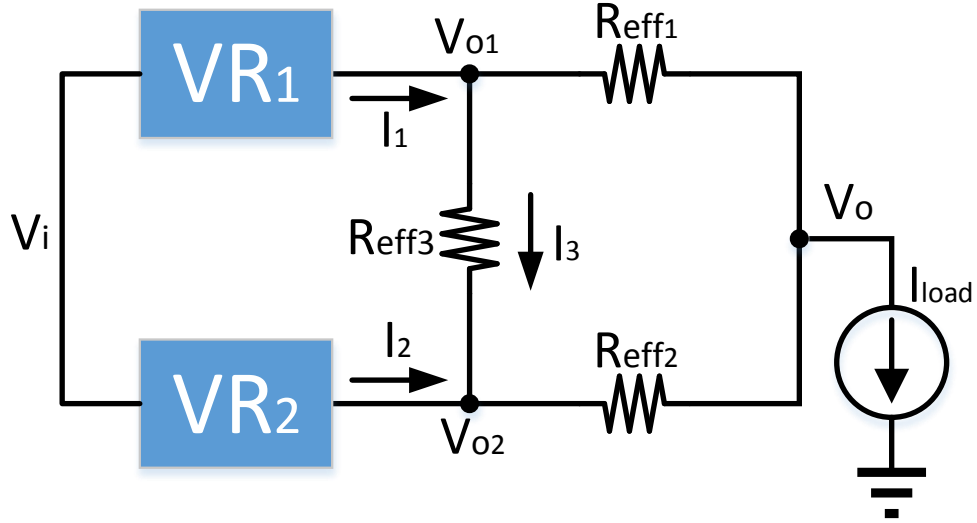 VR1
Vo1
Reff1
I1
Vi
Reff3
I3
Vo
Iload
I2
Reff2
VR2
Vo2